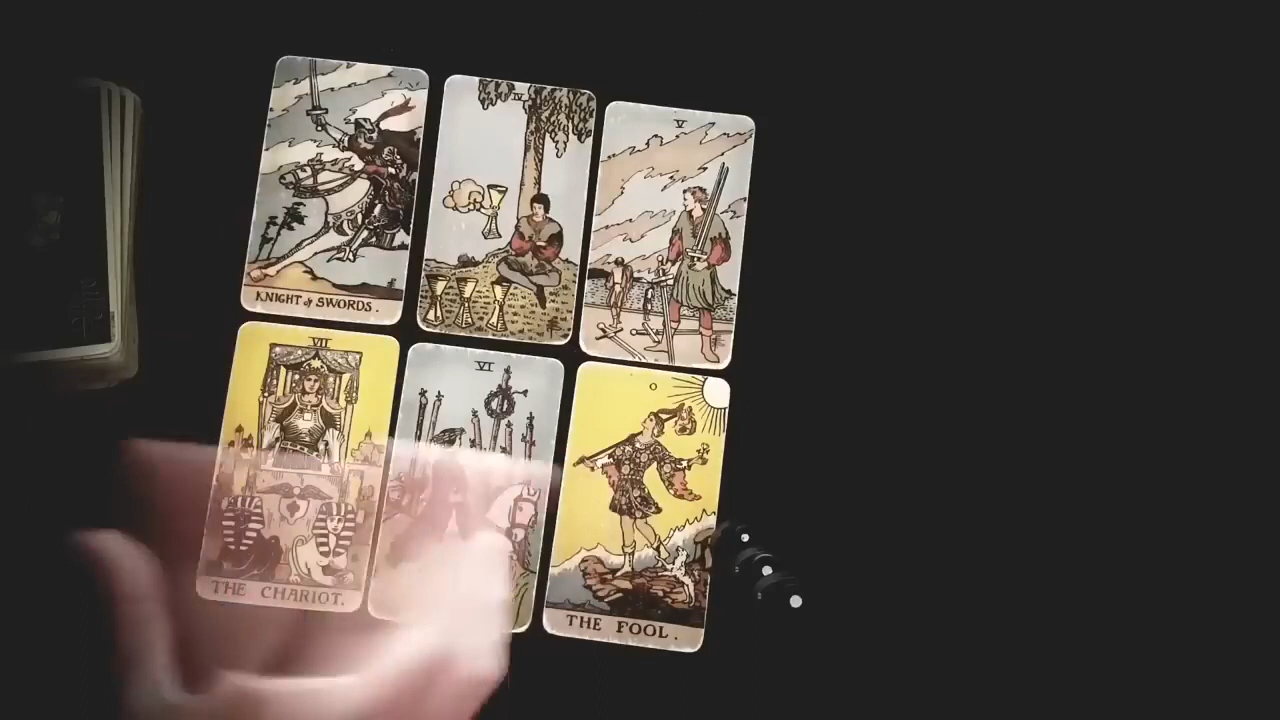 IV
V
KNIGHT of SWORDS.
VII
VI
0
THE CHARIOT.
THE FOOL.